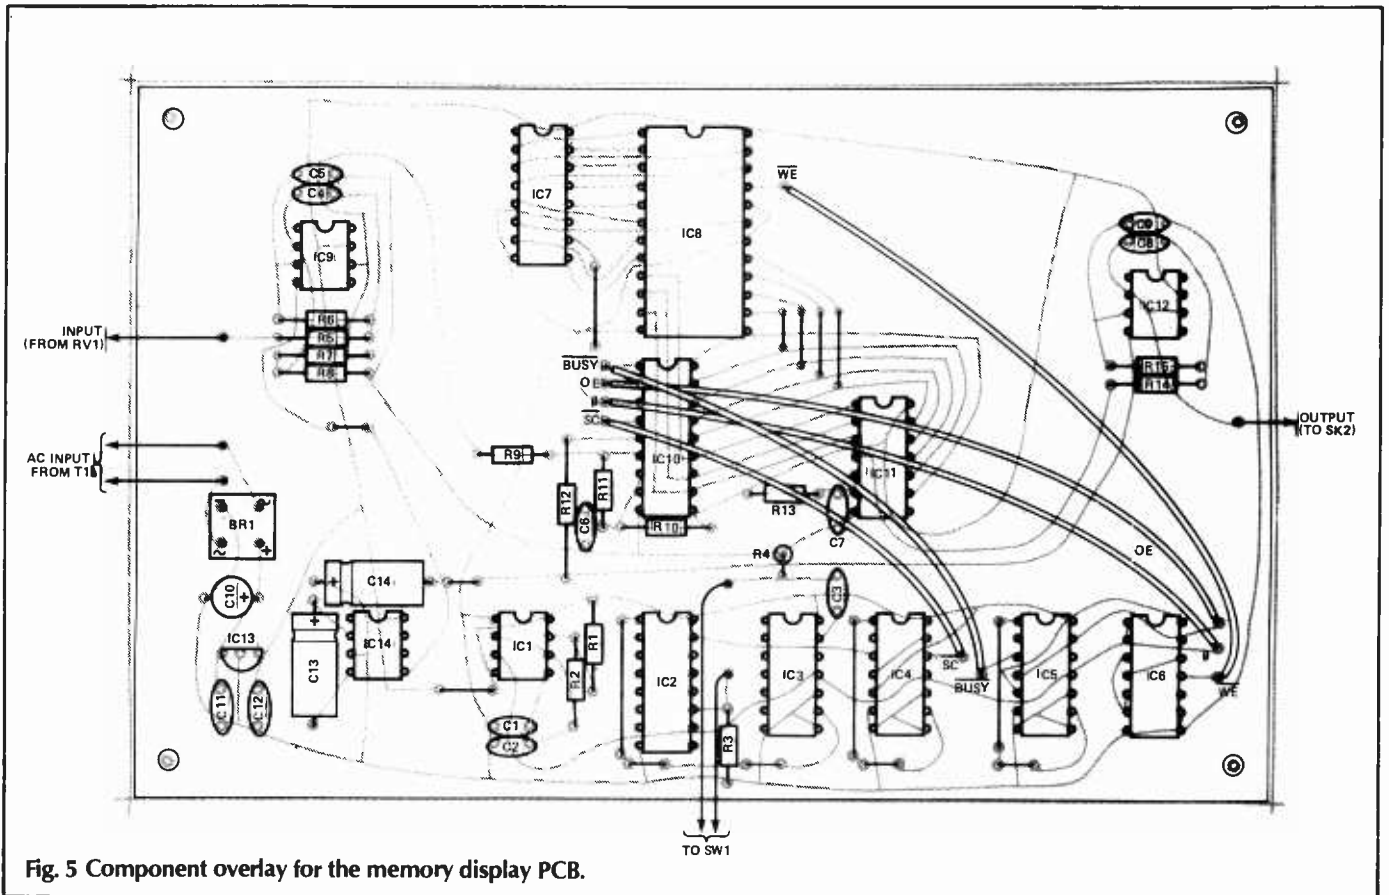 WE
C5
C4
IC7
IC8
IC9
C9
C8
IC12
R6
INPUT
(FROM RV1)
R5
R7
R8
BUSY
OE
SC
R15
R14
OUTPUT
(TO SK2)
AC INPUT
FROM T1
R9
IC10
IC11
R12
R11
R13
C6
R10
C7
BR1
~
~
+
R4
OE
C14
C10
+
+
C3
IC13
+
C13
IC14
IC1
R1
R2
IC2
IC3
IC4
SC
BUSY
IC5
IC6
WE
C11
C12
C1
C2
R3
TO SW1
Fig. 5 Component overlay for the memory display PCB.